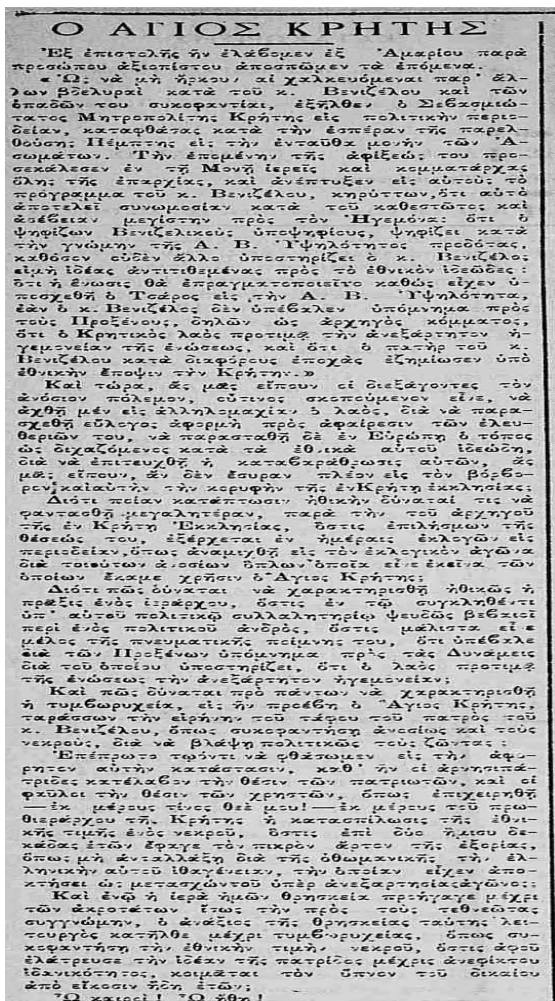 Ο ΑΓΙΟΣ ΚΡΗΤΗΣ
Ἐξ ἐπιστολῆς ἣν ἐλάβομεν ἐξ Ἀμαρίου παρὰ
προσώπου ἀξιοπίστου ἀποσπῶμεν τὰ ἑπόμενα.
«Ὡς νὰ μὴ ἤρκουν αἱ χαλκευόμεναι παρ' ἄλ-
λων βδελυραὶ κατὰ τοῦ κ. Βενιζέλου καὶ τῶν
ὀπαδῶν του συκοφαντίαι, ἐξῆλθεν ὁ Σεβασμιώ-
τατος Μητροπολίτης Κρήτης εἰς πολιτικὴν περιο-
δείαν, καταφθάσας κατὰ τὴν ἑσπέραν τῆς παρελ-
θούσης Πέμπτης εἰς τὴν ἐνταῦθα μονὴν τῶν Ἀ-
σωμάτων. Τὴν ἑπομένην τῆς ἀφίξεώς του προ-
σεκάλεσεν ἐν τῇ Μονῇ ἱερεῖς καὶ κομματάρχας
ὅλης τῆς ἐπαρχίας, καὶ ἀνέπτυξεν εἰς αὐτοὺς τὸ
πρόγραμμα τοῦ κ. Βενιζέλου, κηρύττων, ὅτι αὐτὸ
ἀποτελεῖ συνωμοσίαν κατὰ τοῦ καθεστῶτος καὶ
ἀσέβειαν μεγίστην πρὸς τὸν Ἡγεμόνα: ὅτι ὁ
ψηφίζων Βενιζελικοὺς ὑποψηφίους, ψηφίζει κατὰ
τὴν γνώμην τῆς Α. Β. Ὑψηλότητος προδότας,
καθόσον οὐδὲν ἄλλο ὑποστηρίζει ὁ κ. Βενιζέλος
εἰμὴ ἰδέας ἀντιτιθεμένας πρὸς τὸ ἐθνικὸν ἰδεῶδες:
ὅτι ἡ ἕνωσις θὰ ἐπραγματοποιεῖτο καθὼς εἶχεν ὑ-
ποσχεθῆ ὁ Τσάρος εἰς τὴν Α. Β. Ὑψηλότητα,
ἐὰν ὁ κ. Βενιζέλος δὲν ὑπέβαλεν ὑπόμνημα πρὸς
τοὺς Προξένους, δηλῶν ὡς ἀρχηγὸς κόμματος,
ὅτι ὁ Κρητικὸς λαὸς προτιμᾷ τὴν ἀνεξάρτητον ἡ-
γεμονίαν τῆς ἑνώσεως, καὶ ὅτι ὁ πατήρ τοῦ κ.
Βενιζέλου κατὰ διαφόρους ἐποχὰς ἐζημίωσεν ὑπὸ
ἐθνικὴν ἔποψιν τὴν Κρήτην.»
Καὶ τώρα, ἂς μᾶς εἴπουν οἱ διεξάγοντες τὸν
ἀνόσιον πόλεμον, οὕτινος σκοπούμενον εἶνε, νὰ
ἀχθῇ μὲν εἰς ἀλληλομαχίαν ὁ λαός, διὰ νὰ παρα-
σχεθῇ εὔλογος ἀφορμὴ πρὸς ἀφαίρεσιν τῶν ἐλευ-
θεριῶν του, νὰ παρασταθῇ δὲ ἐν Εὐρώπῃ ὁ τόπος
ὡς διχαζόμενος κατὰ τὰ ἐθνικὰ αὐτοῦ ἰδεώδη,
διὰ νὰ ἐπιτευχθῇ ἡ καταβαράθρωσις αὐτῶν, ἂς
μᾶς εἴπουν, ἂν δὲν ἔσυραν πλέον εἰς τὸν βόρβο-
ρον, καὶ αὐτὴν τὴν κορυφὴν τῆς ἐν Κρήτῃ ἐκκλησίας;
Διότι ποίαν κατάπτωσιν ἠθικὴν δύναταί τις νὰ
φαντασθῇ μεγαλητέραν, παρὰ τὴν τοῦ ἀρχηγοῦ
τῆς ἐν Κρήτῃ Ἐκκλησίας, ὅστις ἐπιλήσμων τῆς
θέσεώς του, ἐξέρχεται ἐν ἡμέραις ἐκλογῶν εἰς
περιοδείαν, ὅπως ἀναμιχθῇ εἰς τὸν ἐκλογικὸν ἀγῶνα
διὰ τοιούτων ἀνοσίων ὅπλων ὁποῖα εἶνε ἐκεῖνα τῶν
ὁποίων ἔκαμε χρῆσιν ὁ Ἅγιος Κρήτης;
Διότι πῶς δύναται νὰ χαρακτηρισθῇ ἠθικῶς ἡ
πρᾶξις ἑνὸς ἱεράρχου, ὅστις ἐν τῷ συγκληθέντι
ὑπ' αὐτοῦ πολιτικῷ συλλαλητηρίῳ ψευδῶς βεβαιοῖ
περὶ ἑνὸς πολιτικοῦ ἀνδρός, ὅστις μάλιστα εἶνε
μέλος τῆς πνευματικῆς ποίμνης του, ὅτι ὑπέβαλε
διὰ τῶν Προξένων ὑπόμνημα πρὸς τὰς Δυνάμεις
διὰ τοῦ ὁποίου ὑποστηρίζει, ὅτι ὁ λαὸς προτιμᾷ
τῆς ἑνώσεως τὴν ἀνεξάρτητον ἡγεμονείαν;
Καὶ πῶς δύναται πρὸ πάντων νὰ χαρακτηρισθῇ
ἡ τυμβωρυχεία, εἰς ἣν προέβη ὁ Ἅγιος Κρήτης,
ταράσσων τὴν εἰρήνην τοῦ τάφου τοῦ πατρὸς τοῦ
κ. Βενιζέλου, ὅπως συκοφαντήσῃ ἀνοσίως καὶ τοὺς
νεκρούς, διὰ νὰ βλάψῃ πολιτικῶς τοὺς ζῶντας;
Ἐπέπρωτο τῳόντι νὰ φθάσωμεν εἰς τὴν ἀφό-
ρητον αὐτὴν κατάστασιν, καθ' ἣν οἱ ἀρνησιπά-
τριδες κατέλαβον τὴν θέσιν τῶν πατριωτῶν, καὶ οἱ
φαῦλοι τὴν θέσιν τῶν χρηστῶν, ὅπως ἐπιχειρηθῇ
—ἐκ μέρους τίνος θεέ μου!—ἐκ μέρους τοῦ πρω-
θιεράρχου τῆς Κρήτης ἡ κατασπίλωσις τῆς ἐθνι-
κῆς τιμῆς ἑνὸς νεκροῦ, ὅστις ἐπὶ δύο ἥμισυ δε-
κάδας ἐτῶν ἔφαγε τὸν πικρὸν ἄρτον τῆς ἐξορίας,
ὅπως μὴ ἀνταλλάξῃ διὰ τῆς ὀθωμανικῆς τὴν ἑλ-
ληνικὴν αὐτοῦ ἰθαγένειαν, τὴν ὁποίαν εἶχεν ἀπο-
κτήσει ὡς μετασχὼν τοῦ ὑπὲρ ἀνεξαρτησίας ἀγῶνος;
Καὶ ἐνῷ ἡ ἱερὰ ἡμῶν θρησκεία προήγαγε μέχρι
τῶν ἀκροτάτων ἴσως τὴν πρὸς τοὺς τεθνεῶτας
συγγνώμην, ὁ ἀνάξιος τῆς θρησκείας ταύτης λει-
τουργὸς κατῆλθε μέχρι τυμβωρυχείας, ὅπως συ-
κοφαντήσῃ τὴν ἐθνικὴν τιμὴν νεκροῦ, ὅστις ἀφοῦ
ἐλάτρευσε τὴν ἰδέαν τῆς πατρίδος μέχρις ἀνεφίκτου
ἰδανικότητος, κοιμᾶται τὸν ὕπνον τοῦ δικαίου
ἀπὸ εἴκοσιν ἤδη ἐτῶν;
Ὦ καιροί! Ὦ ἤθη!